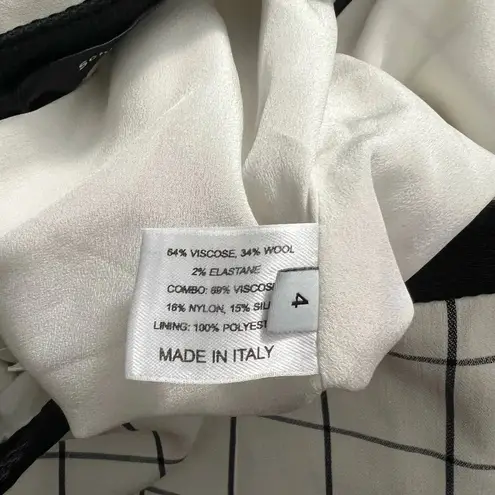 64% VISCOSE, 34% WOOL
2% ELASTANE
COMBO: 69% VISCOS
16% NYLON, 15% SIL
LINING: 100% POLYEST
MADE IN ITALY
4